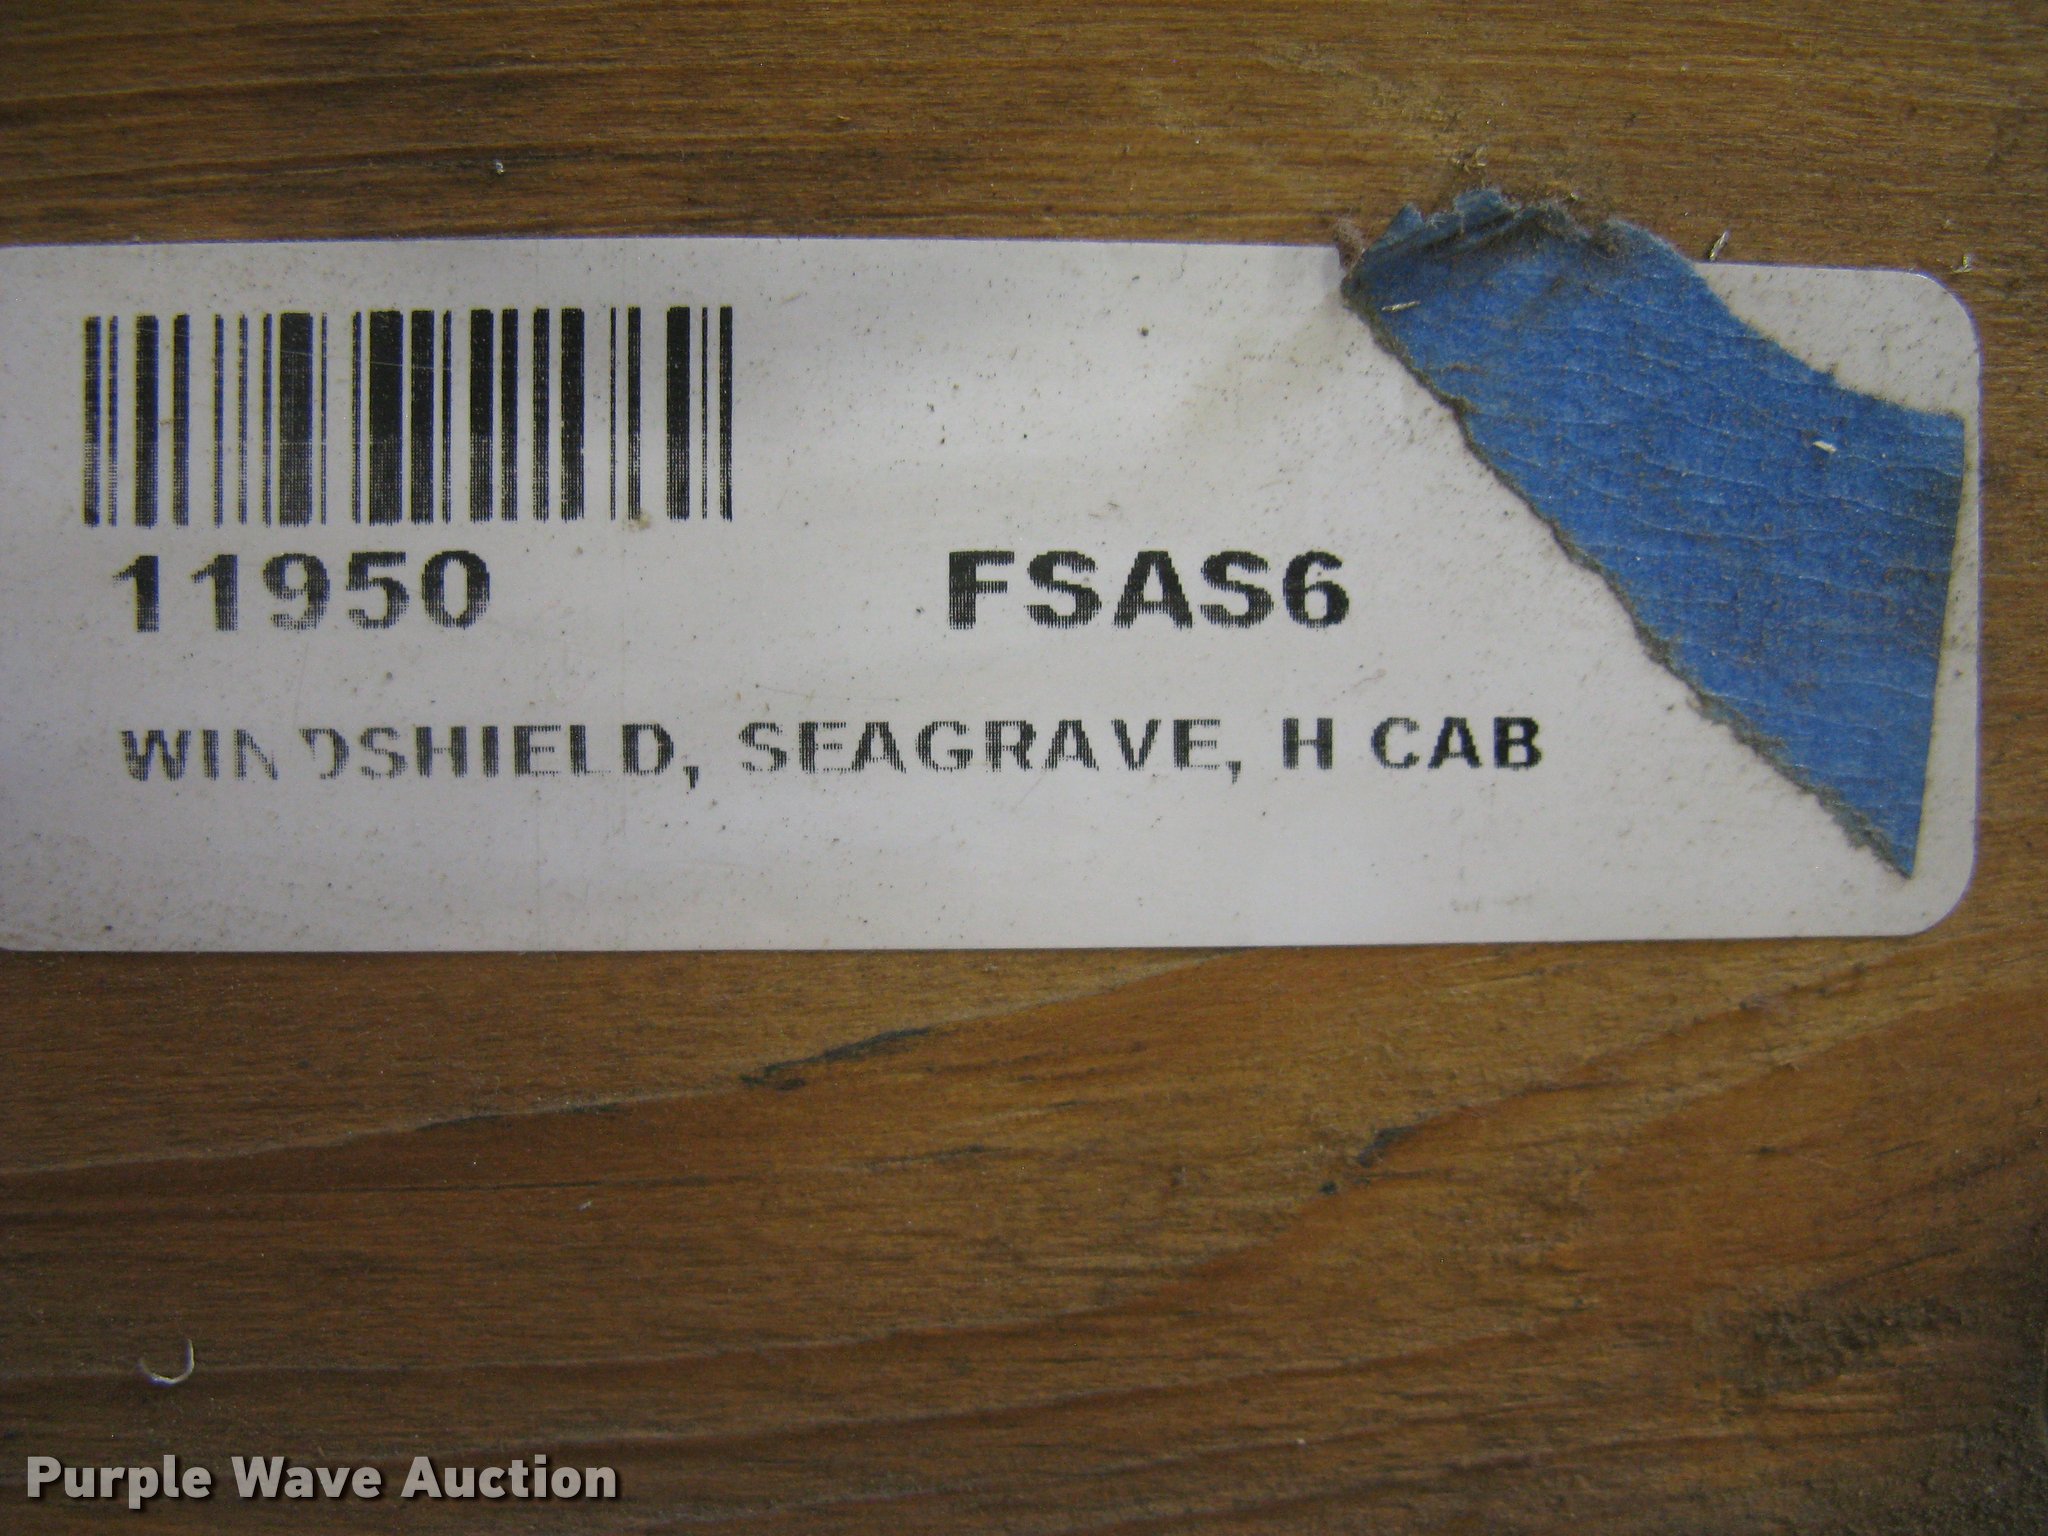 11950 FSAS6
WINDSHIELD, SEAGRAVE, H CAB
Purple Wave Auction